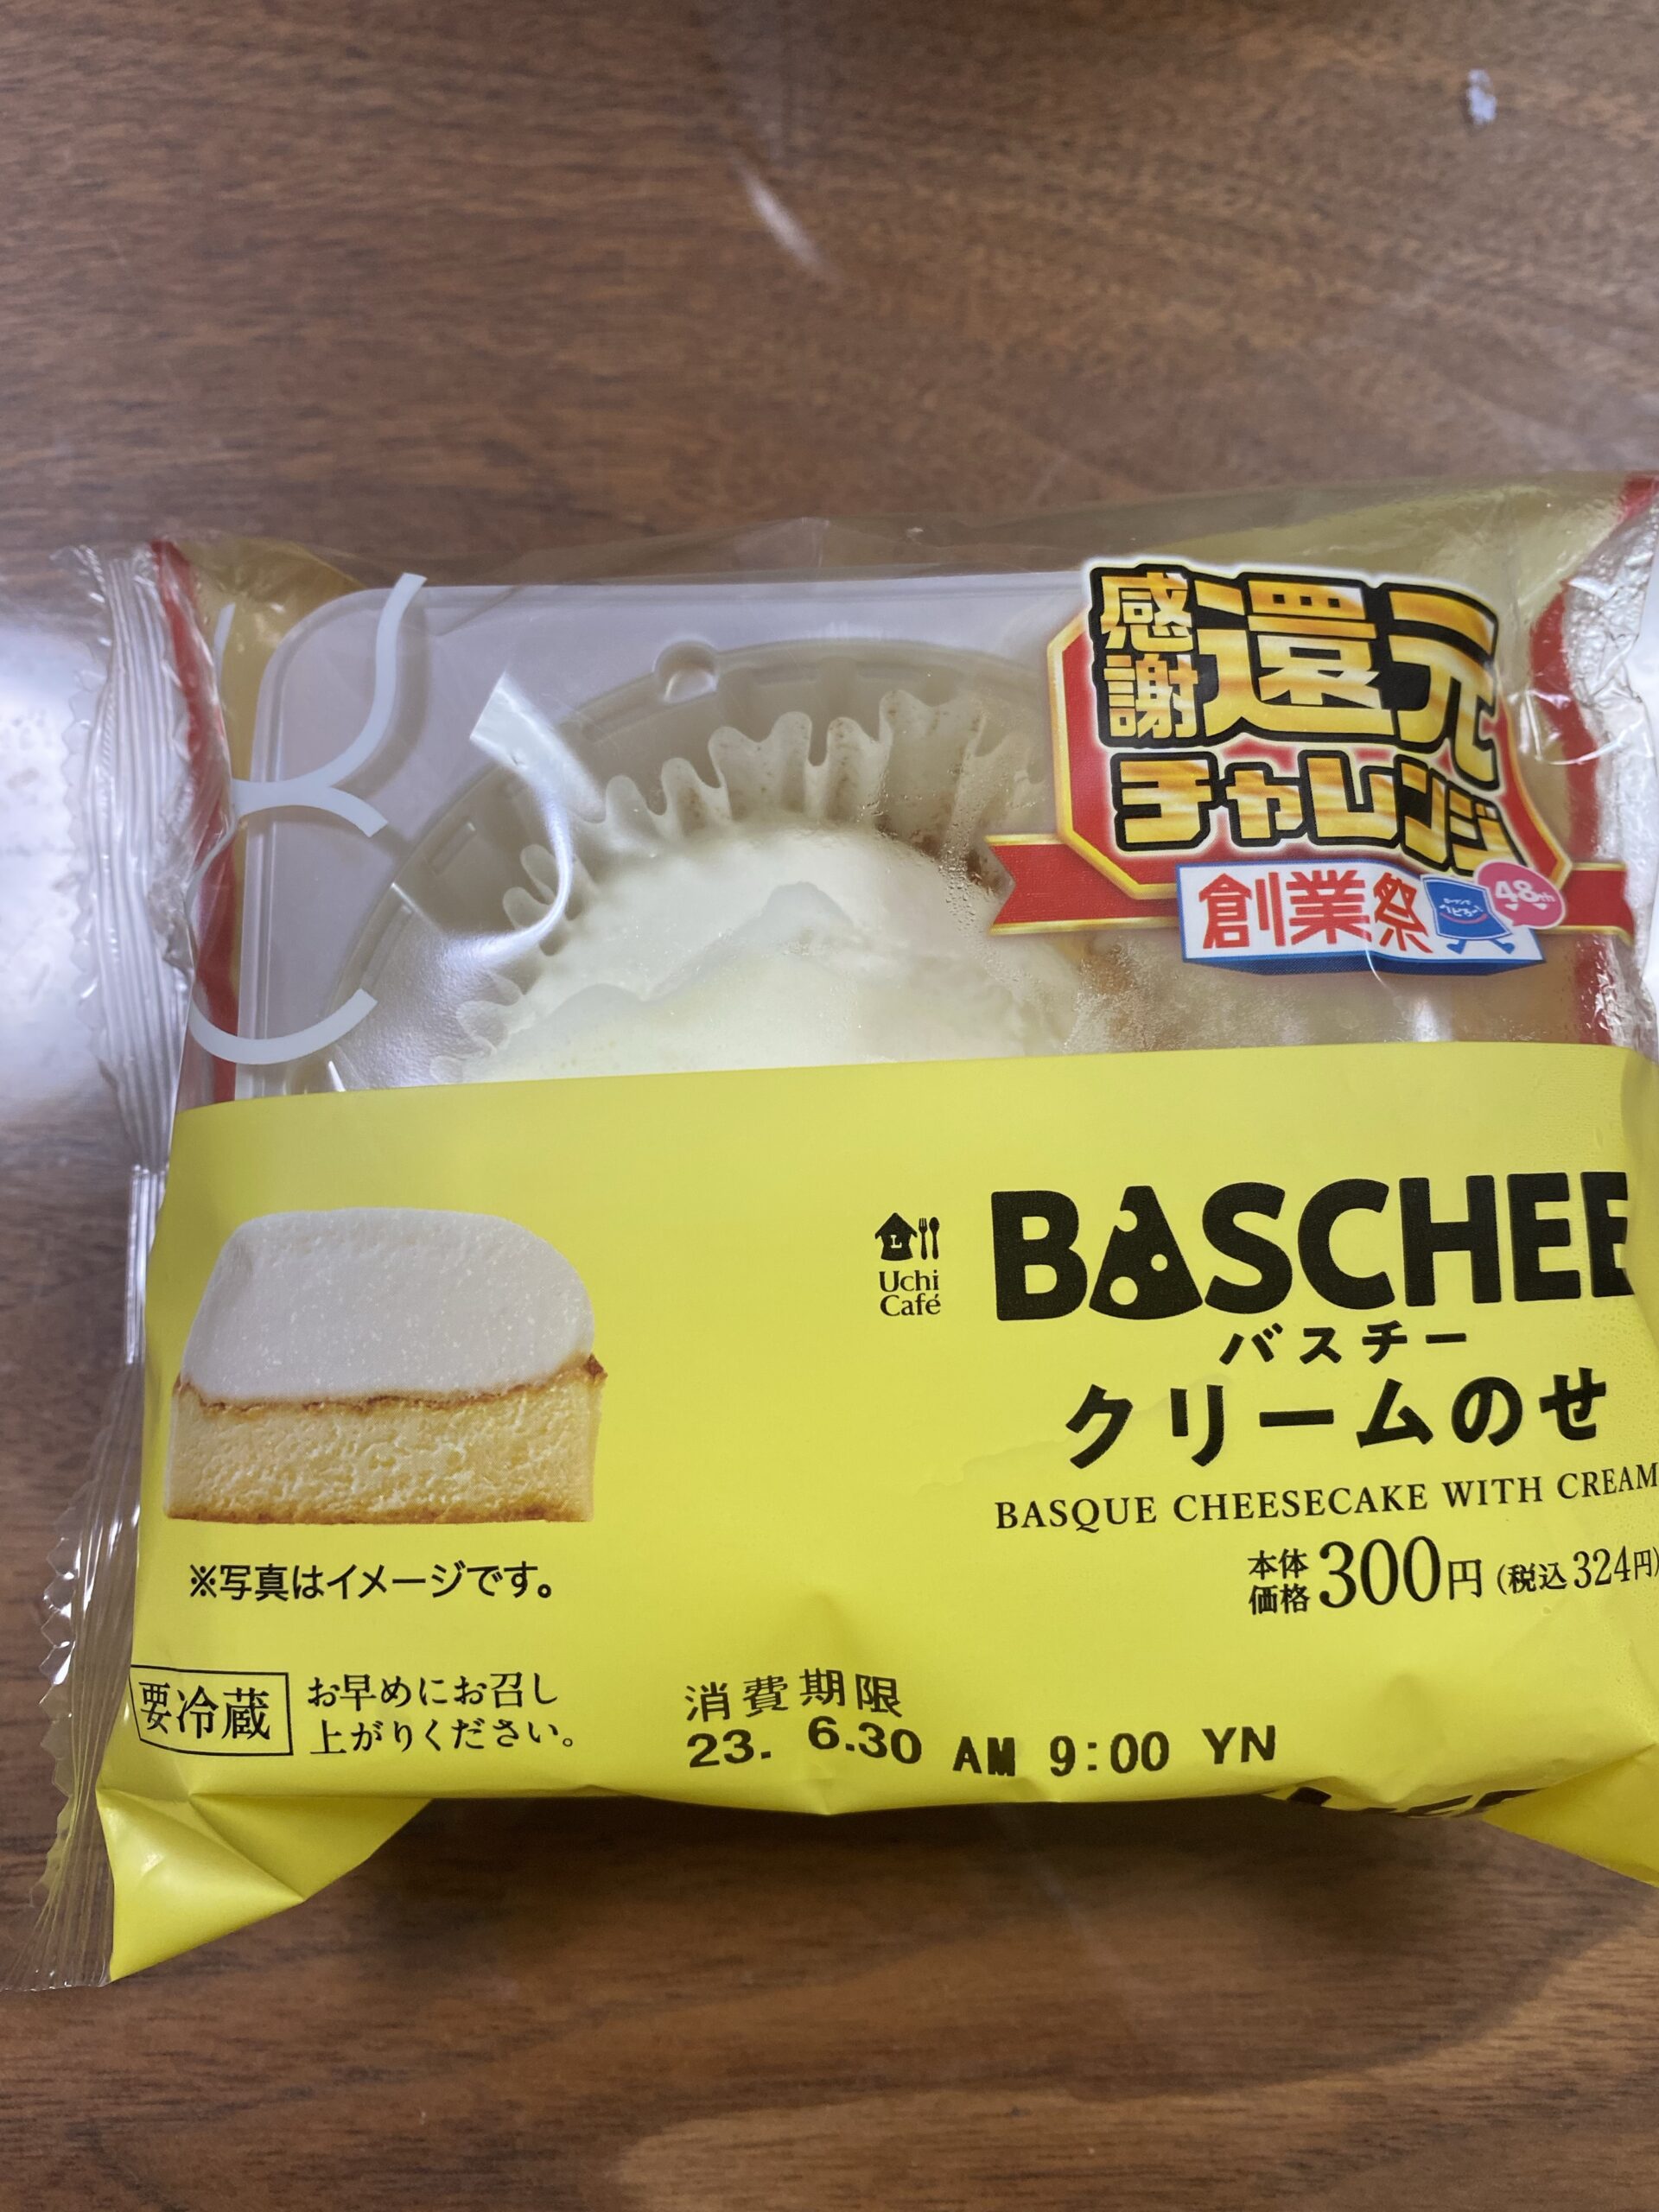 感謝還元
チャレンジ
創業祭
48th
Uchi
Café
BASCHEE
バスチー
クリームのせ
BASQUE CHEESECAKE WITH CREAM
本体価格300円(税込324円)
※写真はイメージです。
要冷蔵
お早めにお召し
上がりください。
消費期限
23. 6.30 AM 9:00 YN